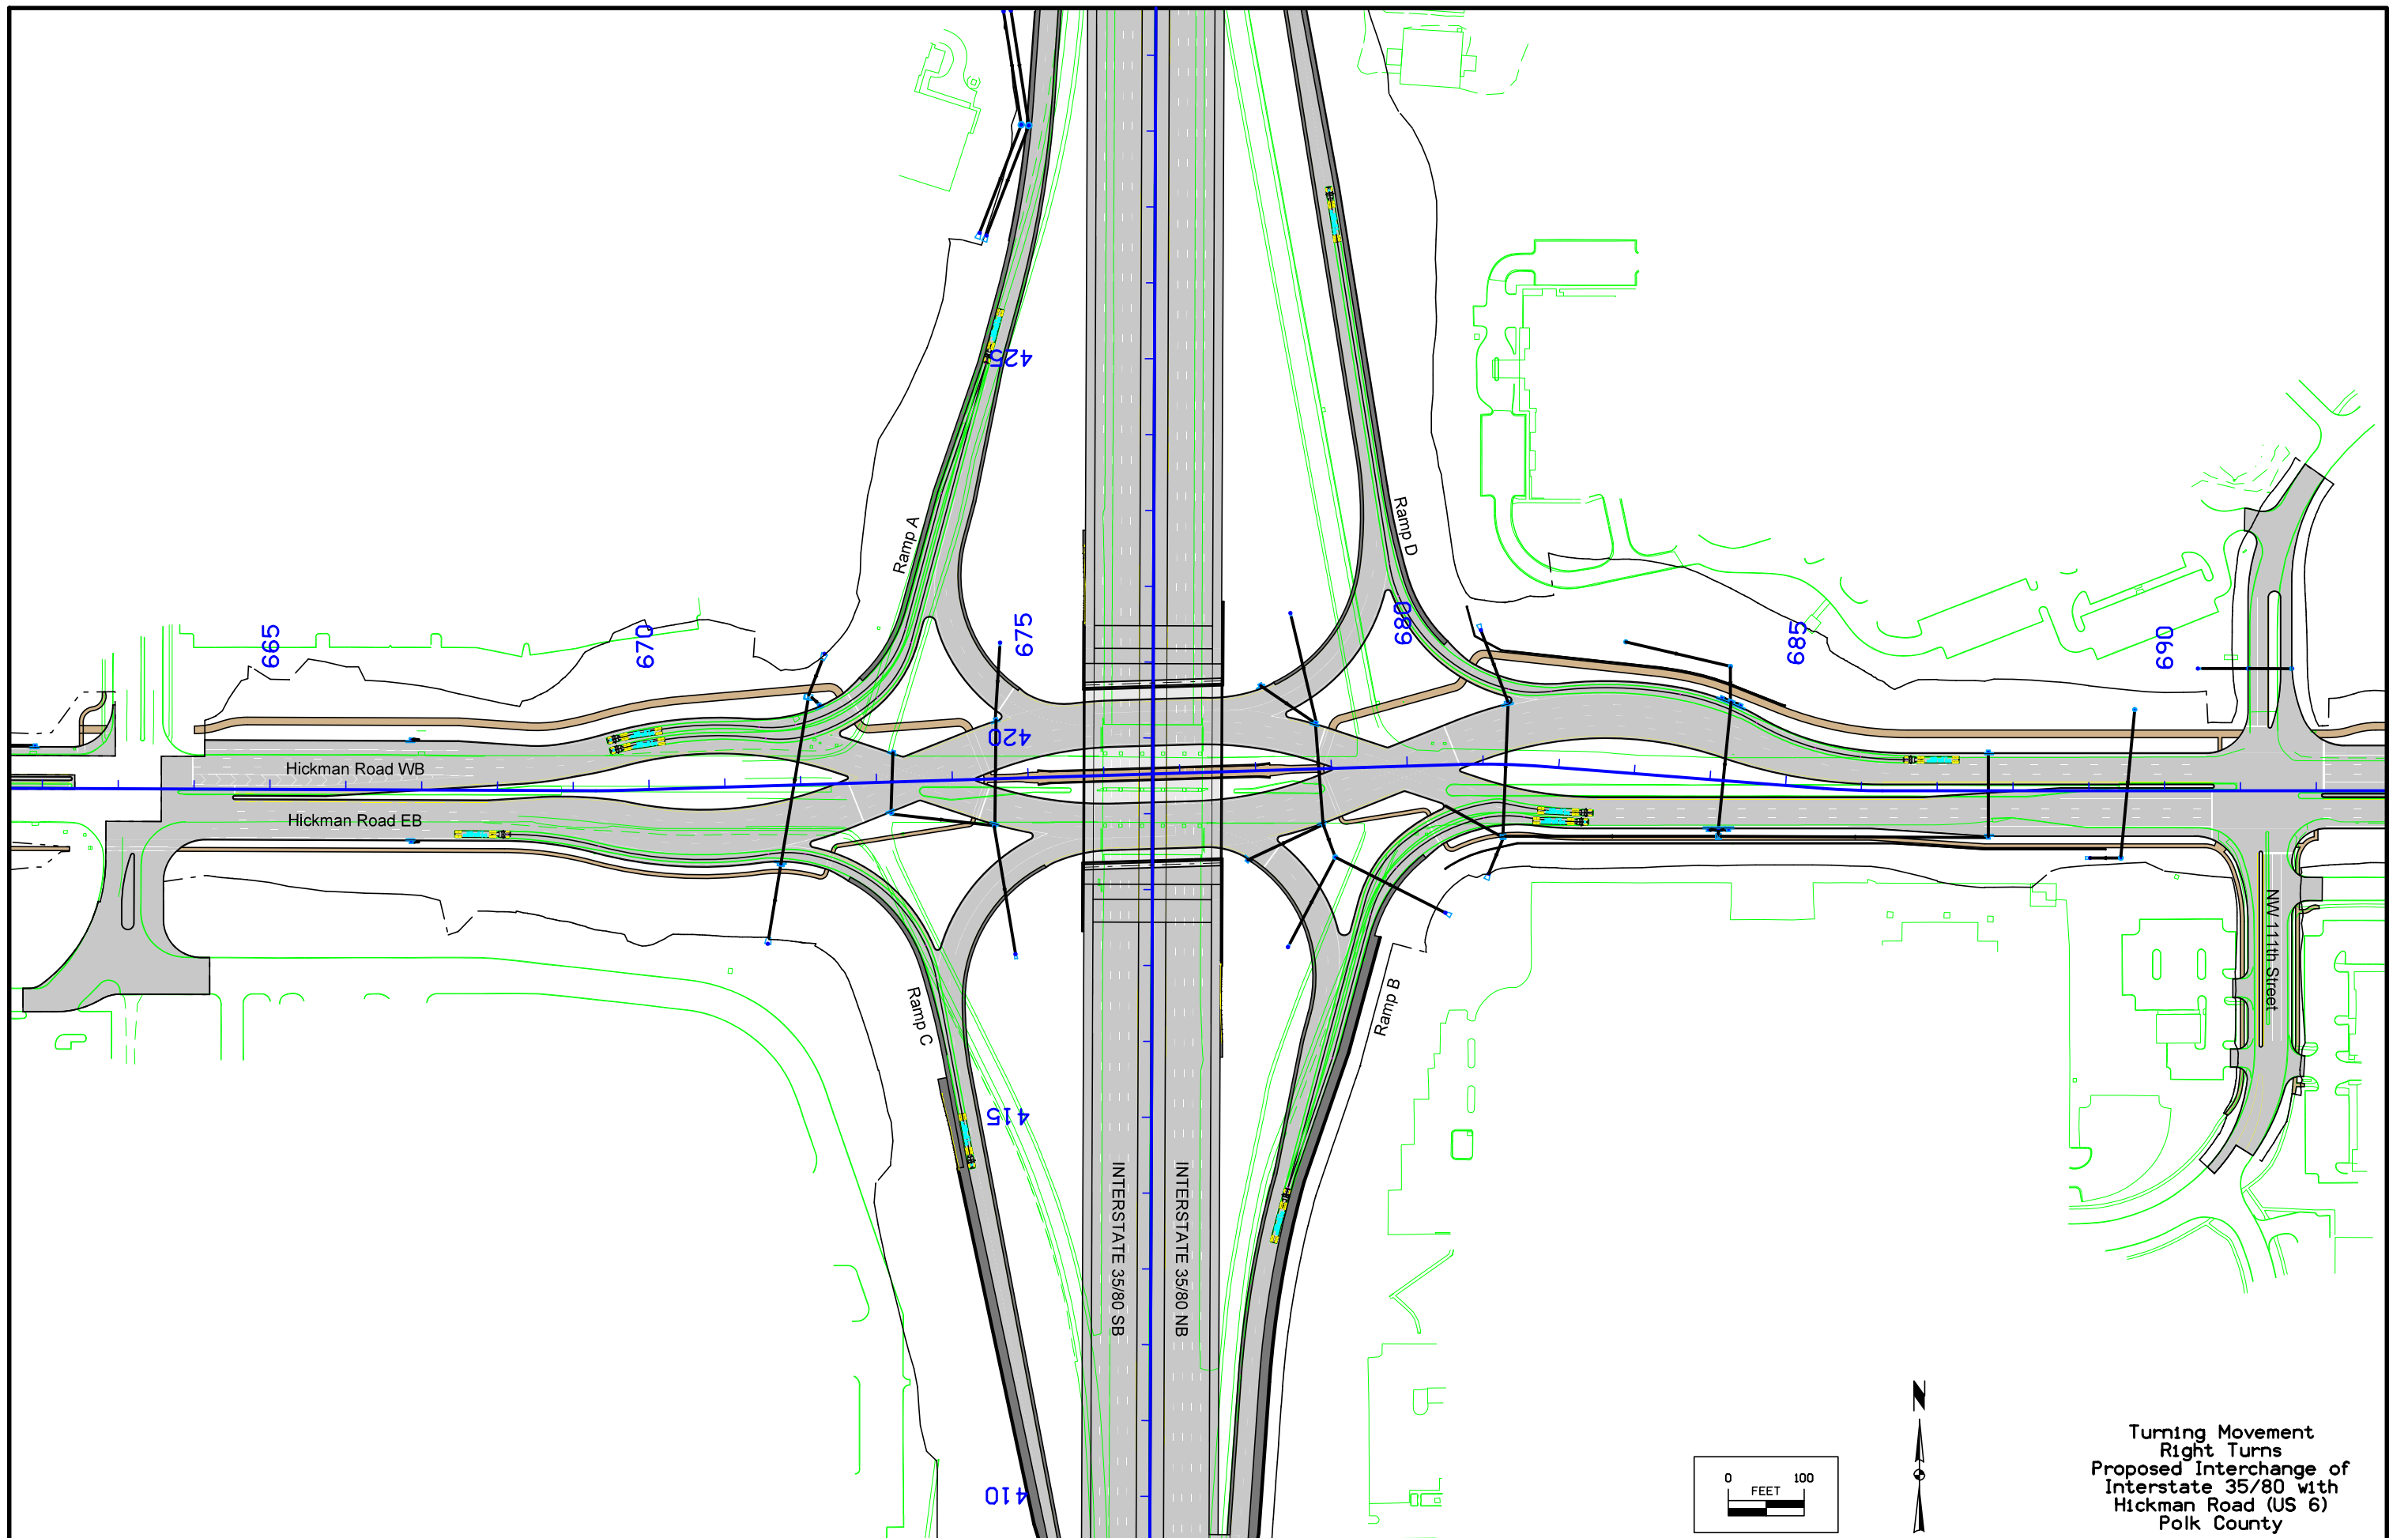 425
Ramp A
Ramp D
665
670
675
680
685
690
420
Hickman Road WB
Hickman Road EB
NW 111th Street
Ramp C
Ramp B
415
INTERSTATE 35/80 SB
INTERSTATE 35/80 NB
410
0 100
FEET
N
Turning Movement
Right Turns
Proposed Interchange of
Interstate 35/80 with
Hickman Road (US 6)
Polk County